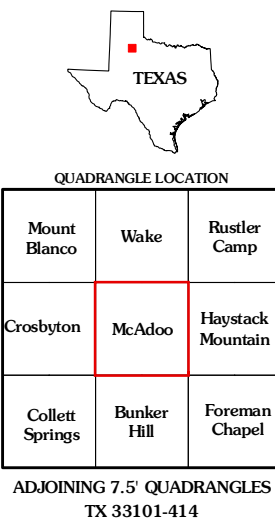 TEXAS
QUADRANGLE LOCATION
Mount
Blanco
Wake
Rustler
Camp
Crosbyton
McAdoo
Haystack
Mountain
Collett
Springs
Bunker
Hill
Foreman
Chapel
ADJOINING 7.5' QUADRANGLES
TX 33101-414